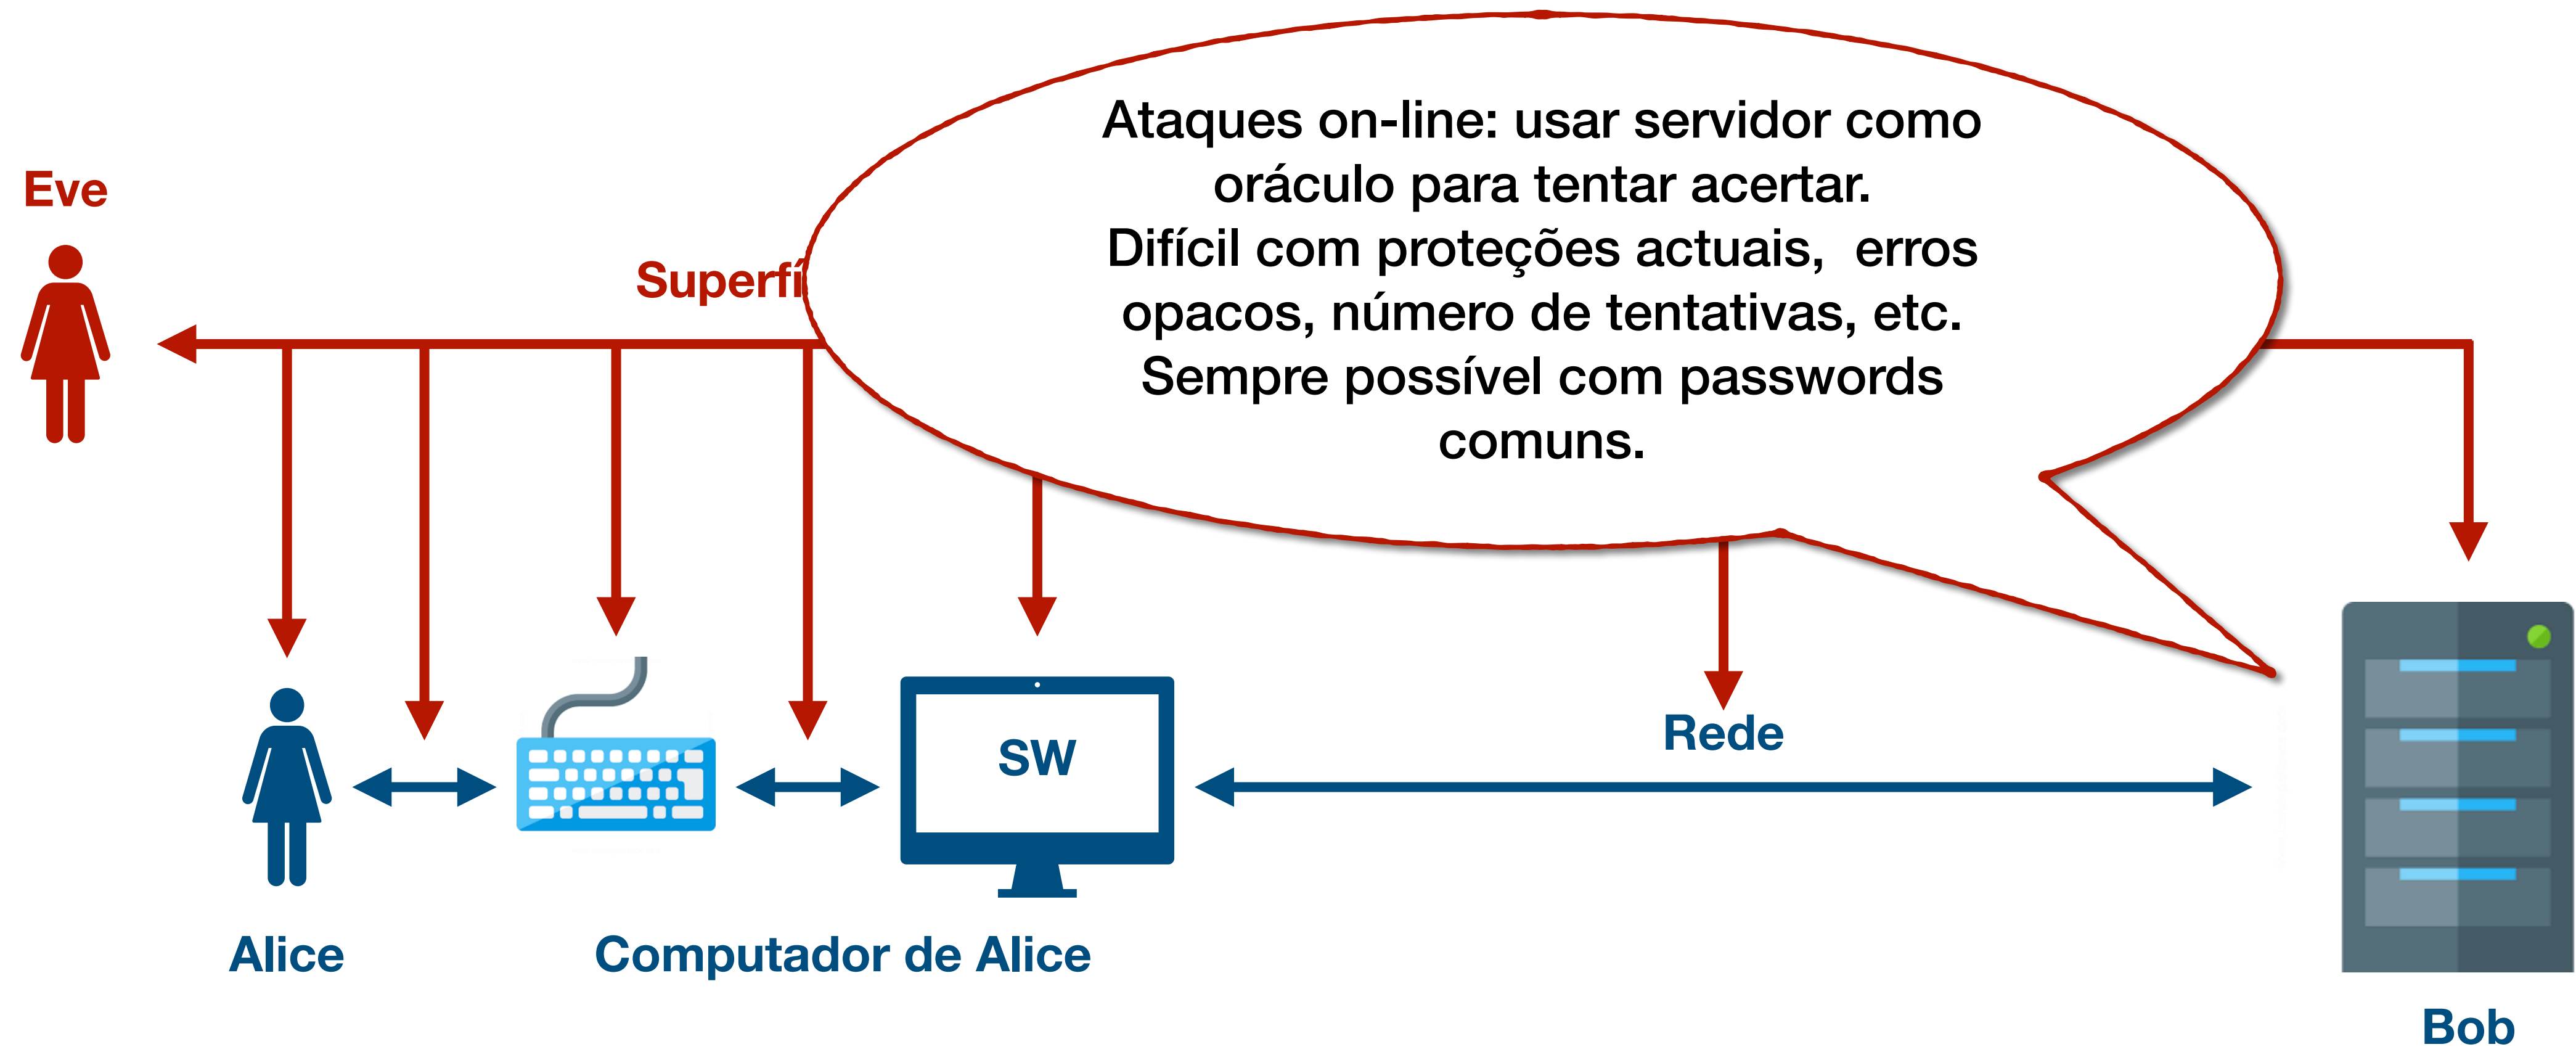 Ataques on-line: usar servidor como
oráculo para tentar acertar.
Difícil com proteções actuais, erros
opacos, número de tentativas, etc.
Sempre possível com passwords
comuns.
Eve
Superfí
SW
Rede
Alice
Computador de Alice
Bob